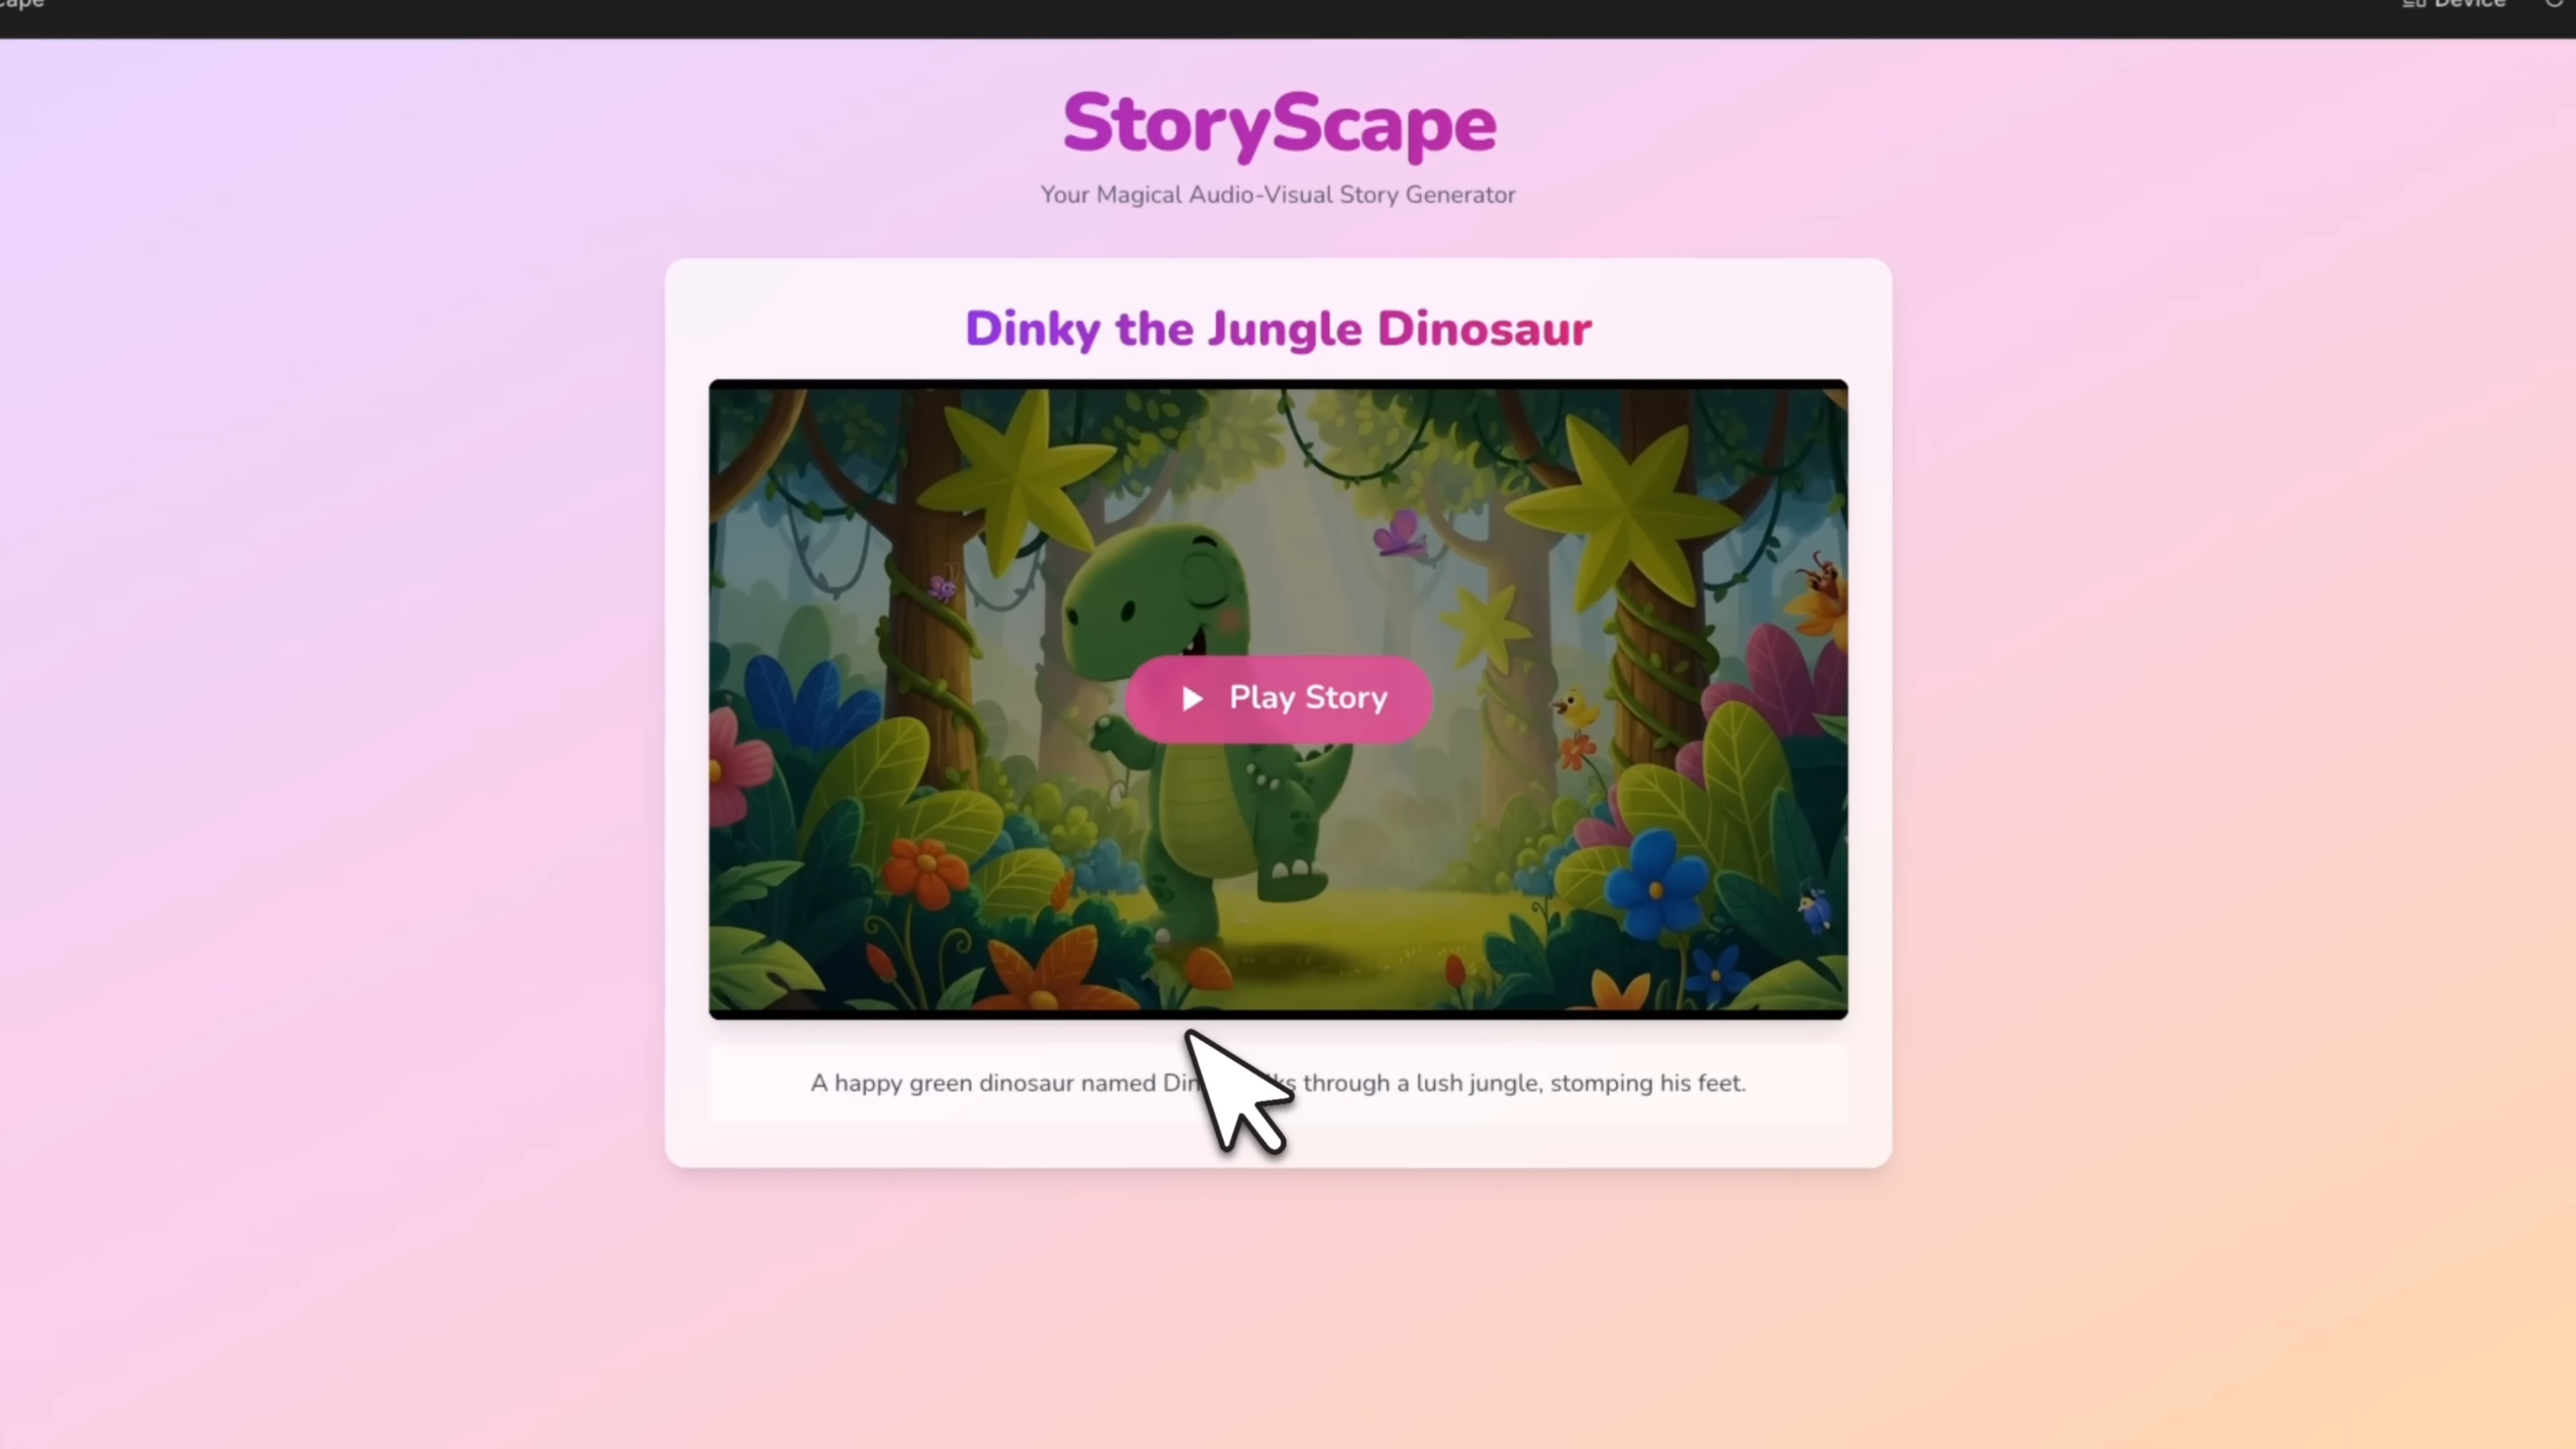 Device
StoryScape
Your Magical Audio-Visual Story Generator
Dinky the Jungle Dinosaur
Play Story
A happy green dinosaur named through a lush jungle, stomping his feet.